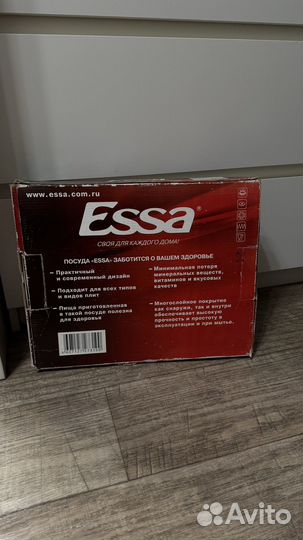 www.essa.com.ru
Essa®
СВОЯ ДЛЯ КАЖДОГО ДОМА!
ПОСУДА «ESSA» ЗАБОТИТСЯ О ВАШЕМ ЗДОРОВЬЕ
– Практичный
и современный дизайн
– Подходит для всех типов
и видов плит
– Пища приготовленная
в такой посуде полезна
для здоровья
– Минимальная потеря
минеральных веществ,
витаминов и вкусовых
качеств
– Многослойное покрытие
как снаружи, так и внутри
обеспечивает высокую
прочность и простоту в
эксплуатации и при мытье.
Avito